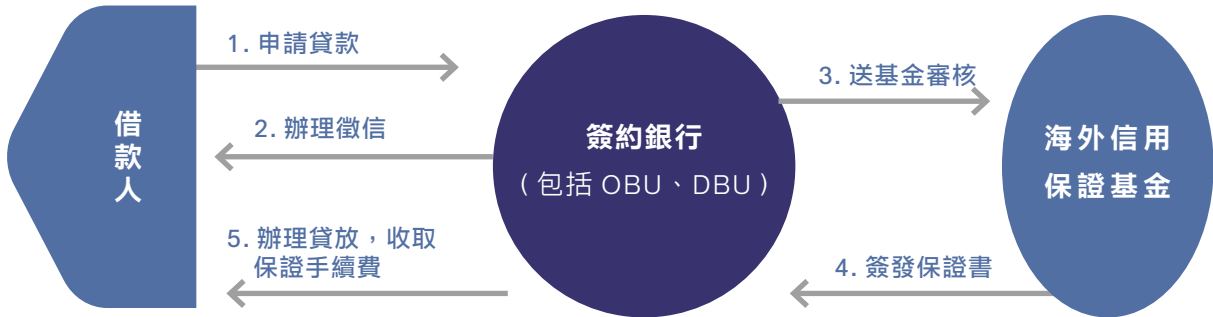 借款人
1. 申請貸款
2. 辦理徵信
5. 辦理貸放，收取
保證手續費
簽約銀行
（包括 OBU、DBU）
3. 送基金審核
4. 簽發保證書
海外信用
保證基金